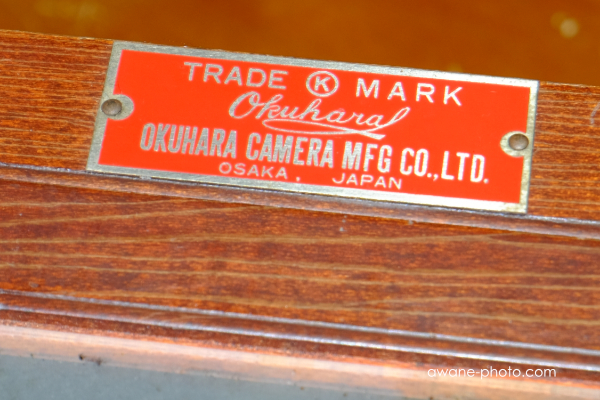 TRADE Ⓚ MARK
Okuhara
OKUHARA CAMERA MFG CO.,LTD.
OSAKA, JAPAN
awane-photo.com